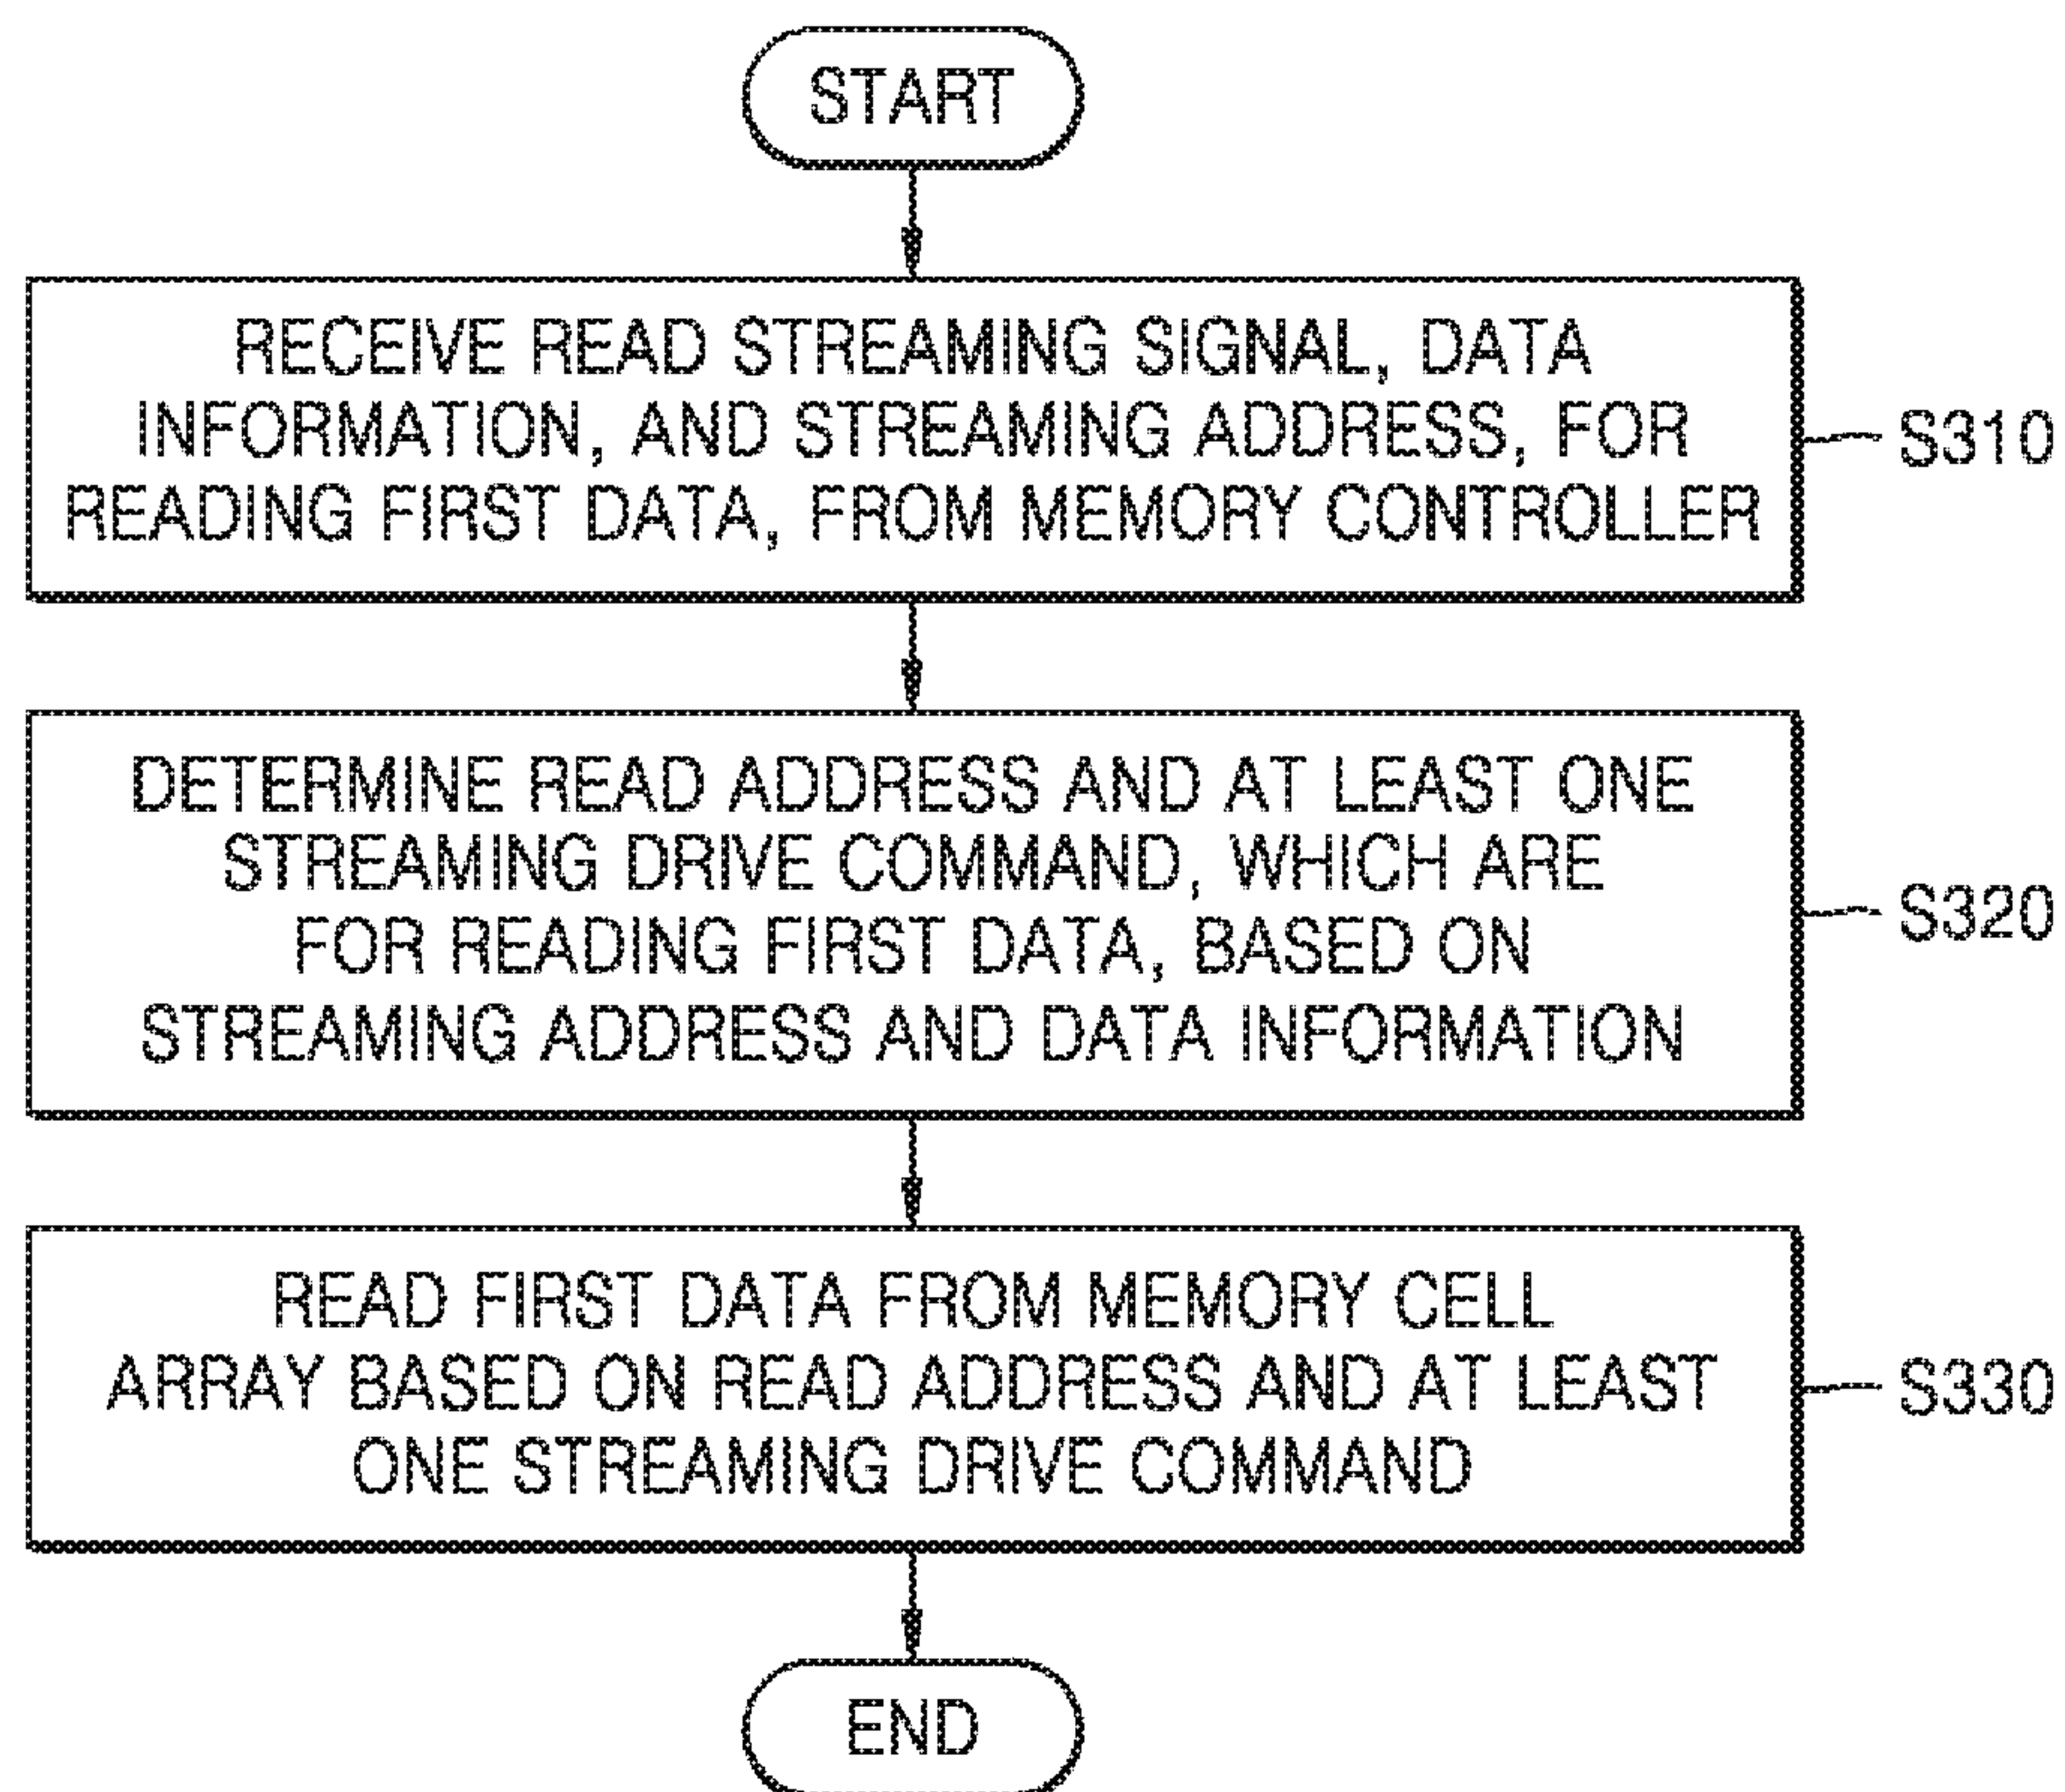 START
RECEIVE READ STREAMING SIGNAL, DATA
INFORMATION, AND STREAMING ADDRESS, FOR
READING FIRST DATA, FROM MEMORY CONTROLLER
S310
DETERMINE READ ADDRESS AND AT LEAST ONE
STREAMING DRIVE COMMAND, WHICH ARE
FOR READING FIRST DATA, BASED ON
STREAMING ADDRESS AND DATA INFORMATION
S320
READ FIRST DATA FROM MEMORY CELL
ARRAY BASED ON READ ADDRESS AND AT LEAST
ONE STREAMING DRIVE COMMAND
S330
END